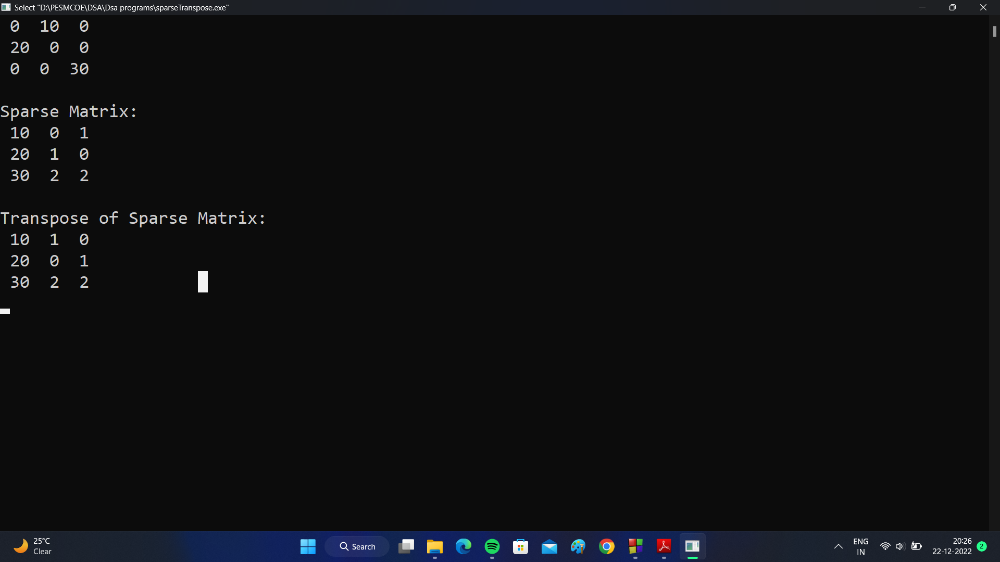 Select "D:\PESMCOE\DSA\Dsa programs\sparseTranspose.exe"
0 10 0
20 0 0
0 0 30
Sparse Matrix:
10 0 1
20 1 0
30 2 2
Transpose of Sparse Matrix:
10 1 0
20 0 1
30 2 2
25°C
Clear
Search
ENG
IN
20:26
22-12-2022
2